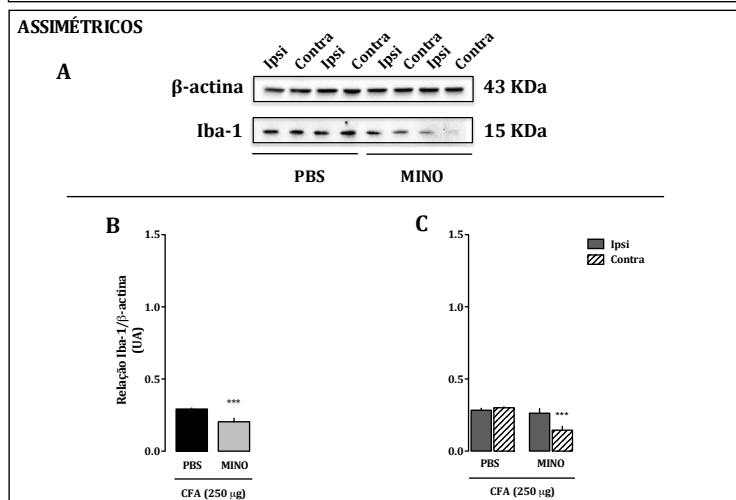 ASSIMÉTRICOS
A
Ipsi Contra Ipsi Contra Ipsi Contra Ipsi Contra
β-actina 43 KDa
Iba-1 15 KDa
PBS MINO
B
Relação Iba-1/β-actina
(UA)
1.5
1.0
0.5
0.0
***
PBS MINO
CFA (250 µg)
C
Ipsi
Contra
1.5
1.0
0.5
0.0
***
PBS MINO
CFA (250 µg)